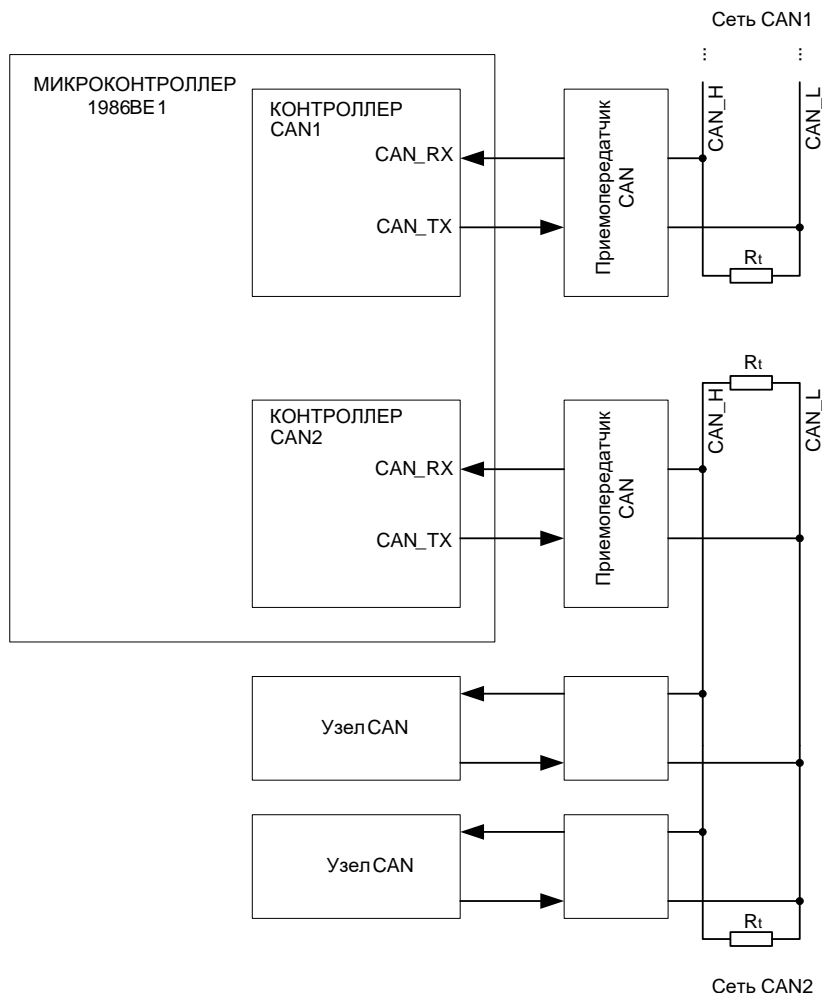 Сеть CAN1
...
...
МИКРОКОНТРОЛЛЕР
1986ВЕ1
КОНТРОЛЛЕР
CAN1
CAN_RX
CAN_TX
Приемопередатчик
CAN
CAN_H
CAN_L
Rt
Rt
КОНТРОЛЛЕР
CAN2
CAN_RX
CAN_TX
Приемопередатчик
CAN
CAN_H
CAN_L
Узел CAN
Узел CAN
Rt
Сеть CAN2